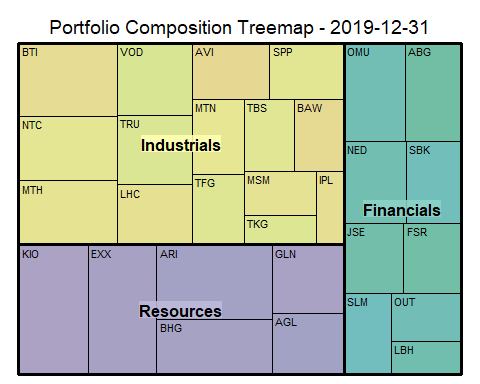 Portfolio Composition Treemap - 2019-12-31
BTI
VOD
AVI
SPP
OMU
ABG
NTC
TRU
MTN
TBS
BAW
Industrials
NED
SBK
MTH
LHC
TFG
MSM
IPL
TKG
Financials
JSE
FSR
KIO
EXX
ARI
GLN
SLM
OUT
Resources
BHG
AGL
LBH